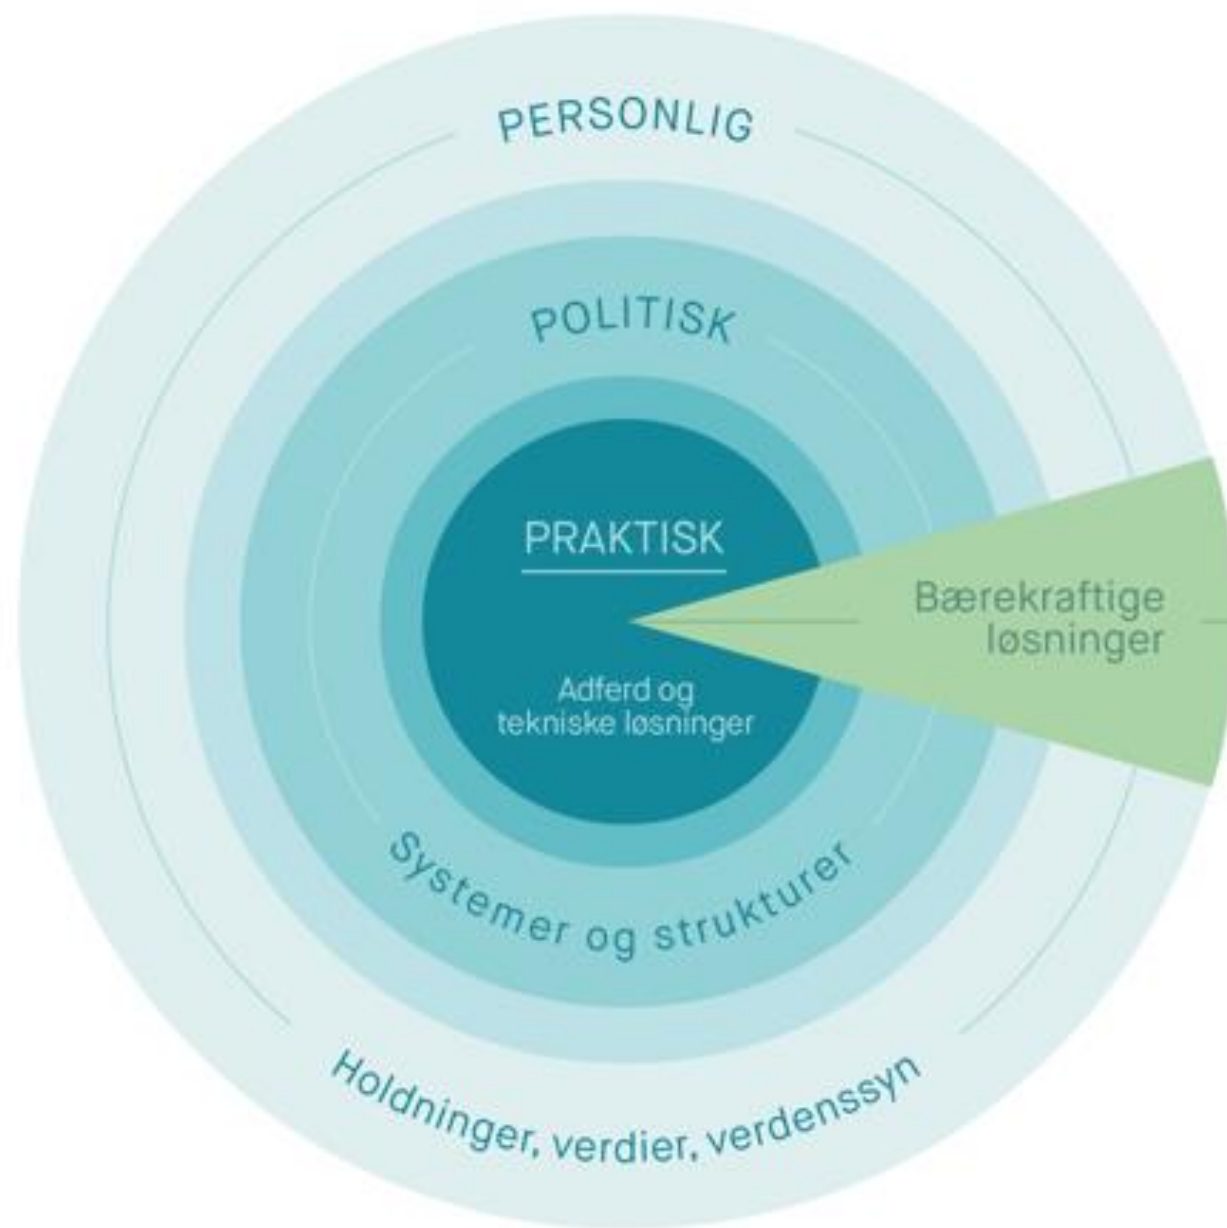 PERSONLIG
POLITISK
PRAKTISK
Bærekraftige
løsninger
Adferd og
tekniske løsninger
Systemer og strukturer
Holdninger, verdier, verdenssyn